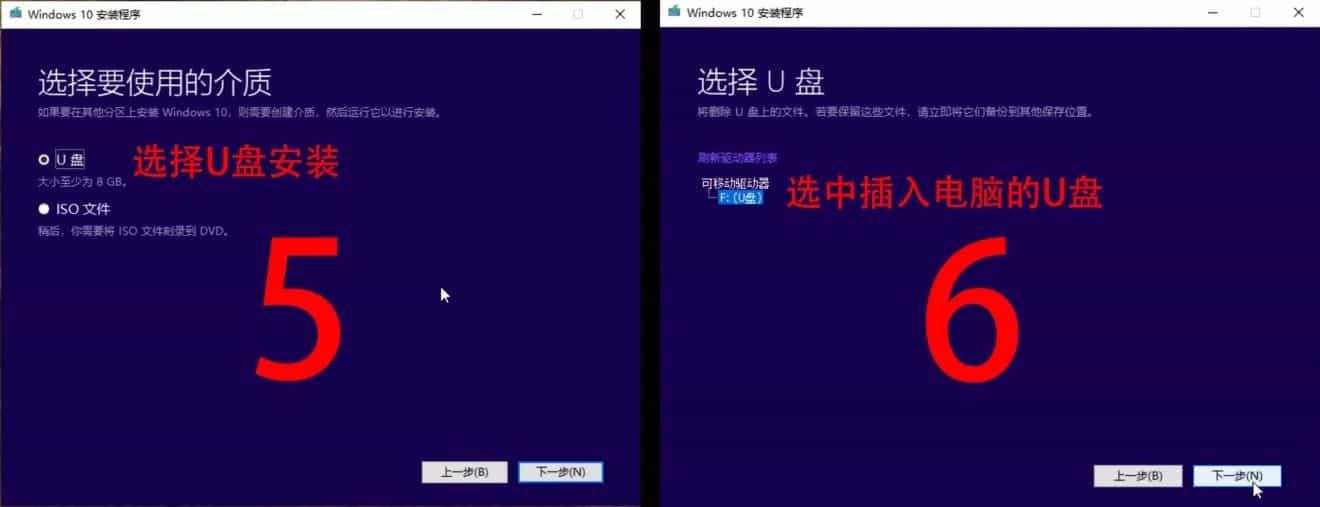 Windows 10 安装程序
选择要使用的介质
如果要在其他分区上安装 Windows 10，则需要创建介质，然后运行它以进行安装。
U 盘
选择U盘安装
大小至少为 8 GB。
ISO 文件
稍后，你需要将 ISO 文件刻录到 DVD。
5
上一步(B)
下一步(N)
Windows 10 安装程序
选择 U 盘
将删除 U 盘上的文件。若要保留这些文件，请立即将它们备份到其他保存位置。
刷新驱动器列表
可移动驱动器
F: (U盘)
选中插入电脑的U盘
6
上一步(B)
下一步(N)